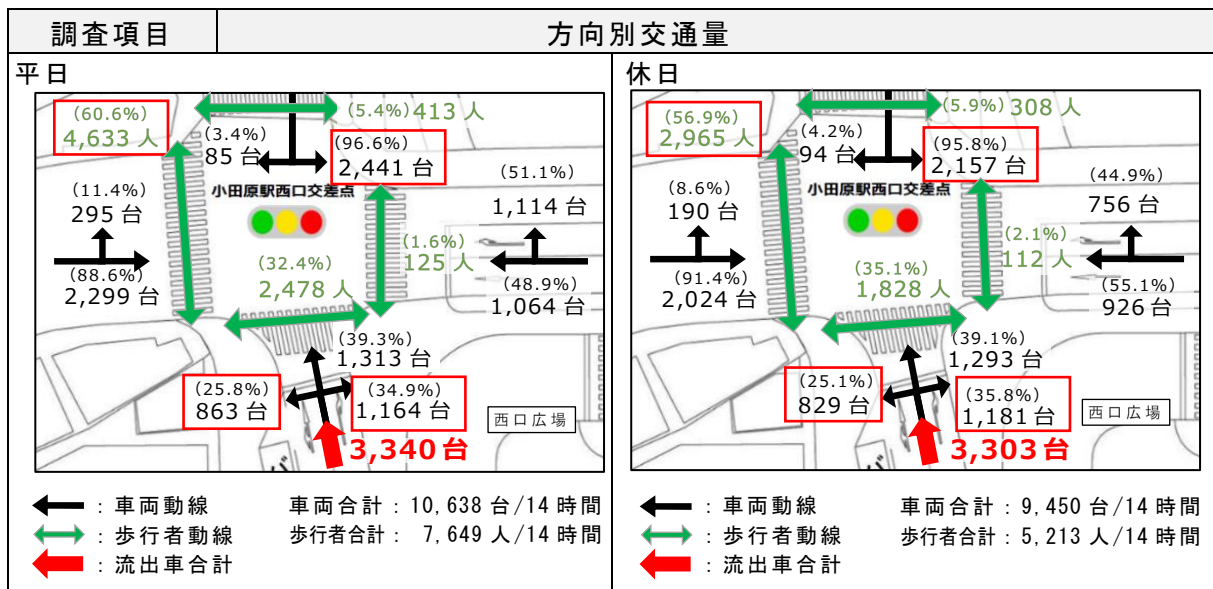 調査項目
方向別交通量
平日
(60.6%)
4,633 人
(5.4%) 413 人
(3.4%)
85 台
(96.6%)
2,441 台
(11.4%)
295 台
小田原駅西口交差点
(51.1%)
1,114 台
(88.6%)
2,299 台
(32.4%)
2,478 人
(1.6%)
125 人
(48.9%)
1,064 台
(39.3%)
1,313 台
(25.8%)
863 台
(34.9%)
1,164 台
西口広場
3,340 台
: 車両動線
車両合計 : 10,638 台/14 時間
: 歩行者動線
歩行者合計 : 7,649 人/14 時間
: 流出車合計
休日
(56.9%)
2,965 人
(5.9%) 308 人
(4.2%)
94 台
(95.8%)
2,157 台
(8.6%)
190 台
小田原駅西口交差点
(44.9%)
756 台
(91.4%)
2,024 台
(35.1%)
1,828 人
(2.1%)
112 人
(55.1%)
926 台
(39.1%)
1,293 台
(25.1%)
829 台
(35.8%)
1,181 台
西口広場
3,303 台
: 車両動線
車両合計 : 9,450 台/14 時間
: 歩行者動線
歩行者合計 : 5,213 人/14 時間
: 流出車合計